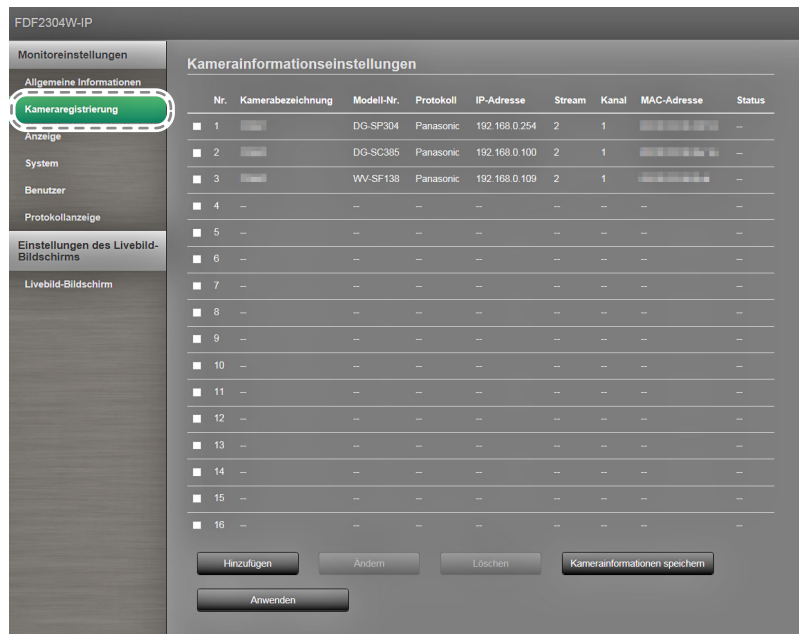 FDF2304W-IP
Monitoreinstellungen
Allgemeine Informationen
Kameraregistrierung
Anzeige
System
Benutzer
Protokollanzeige
Einstellungen des Livebild-
Bildschirms
Livebild-Bildschirm
Kamerainformationseinstellungen
Nr. Kamerabezeichnung Modell-Nr. Protokoll IP-Adresse Stream Kanal MAC-Adresse Status
1 DG-SP304 Panasonic 192.168.0.254 2 1 --
2 DG-SC385 Panasonic 192.168.0.100 2 1 --
3 WV-SF138 Panasonic 192.168.0.109 2 1 --
4 -- -- -- -- -- -- -- --
5 -- -- -- -- -- -- -- --
6 -- -- -- -- -- -- -- --
7 -- -- -- -- -- -- -- --
8 -- -- -- -- -- -- -- --
9 -- -- -- -- -- -- -- --
10 -- -- -- -- -- -- -- --
11 -- -- -- -- -- -- -- --
12 -- -- -- -- -- -- -- --
13 -- -- -- -- -- -- -- --
14 -- -- -- -- -- -- -- --
15 -- -- -- -- -- -- -- --
16 -- -- -- -- -- -- -- --
Hinzufügen Ändern Löschen Kamerainformationen speichern
Anwenden